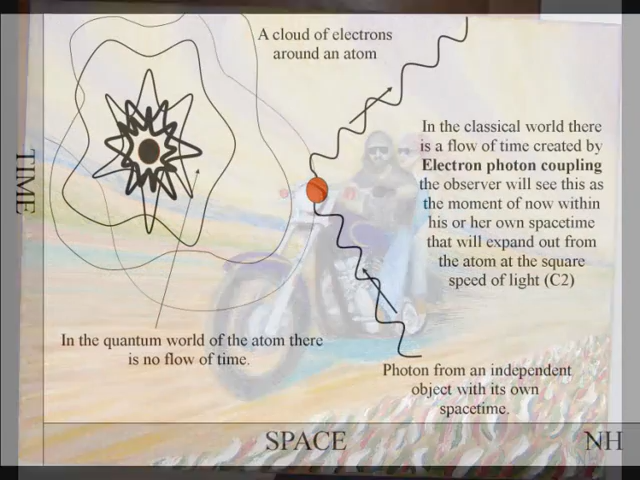 A cloud of electrons
around an atom
In the classical world there
is a flow of time created by
Electron photon coupling
the observer will see this as
the moment of now within
his or her own spacetime
that will expand out from
the atom at the square
speed of light (C2)
TIME
In the quantum world of the atom there
is no flow of time.
Photon from an independent
object with its own
spacetime.
SPACE
NH